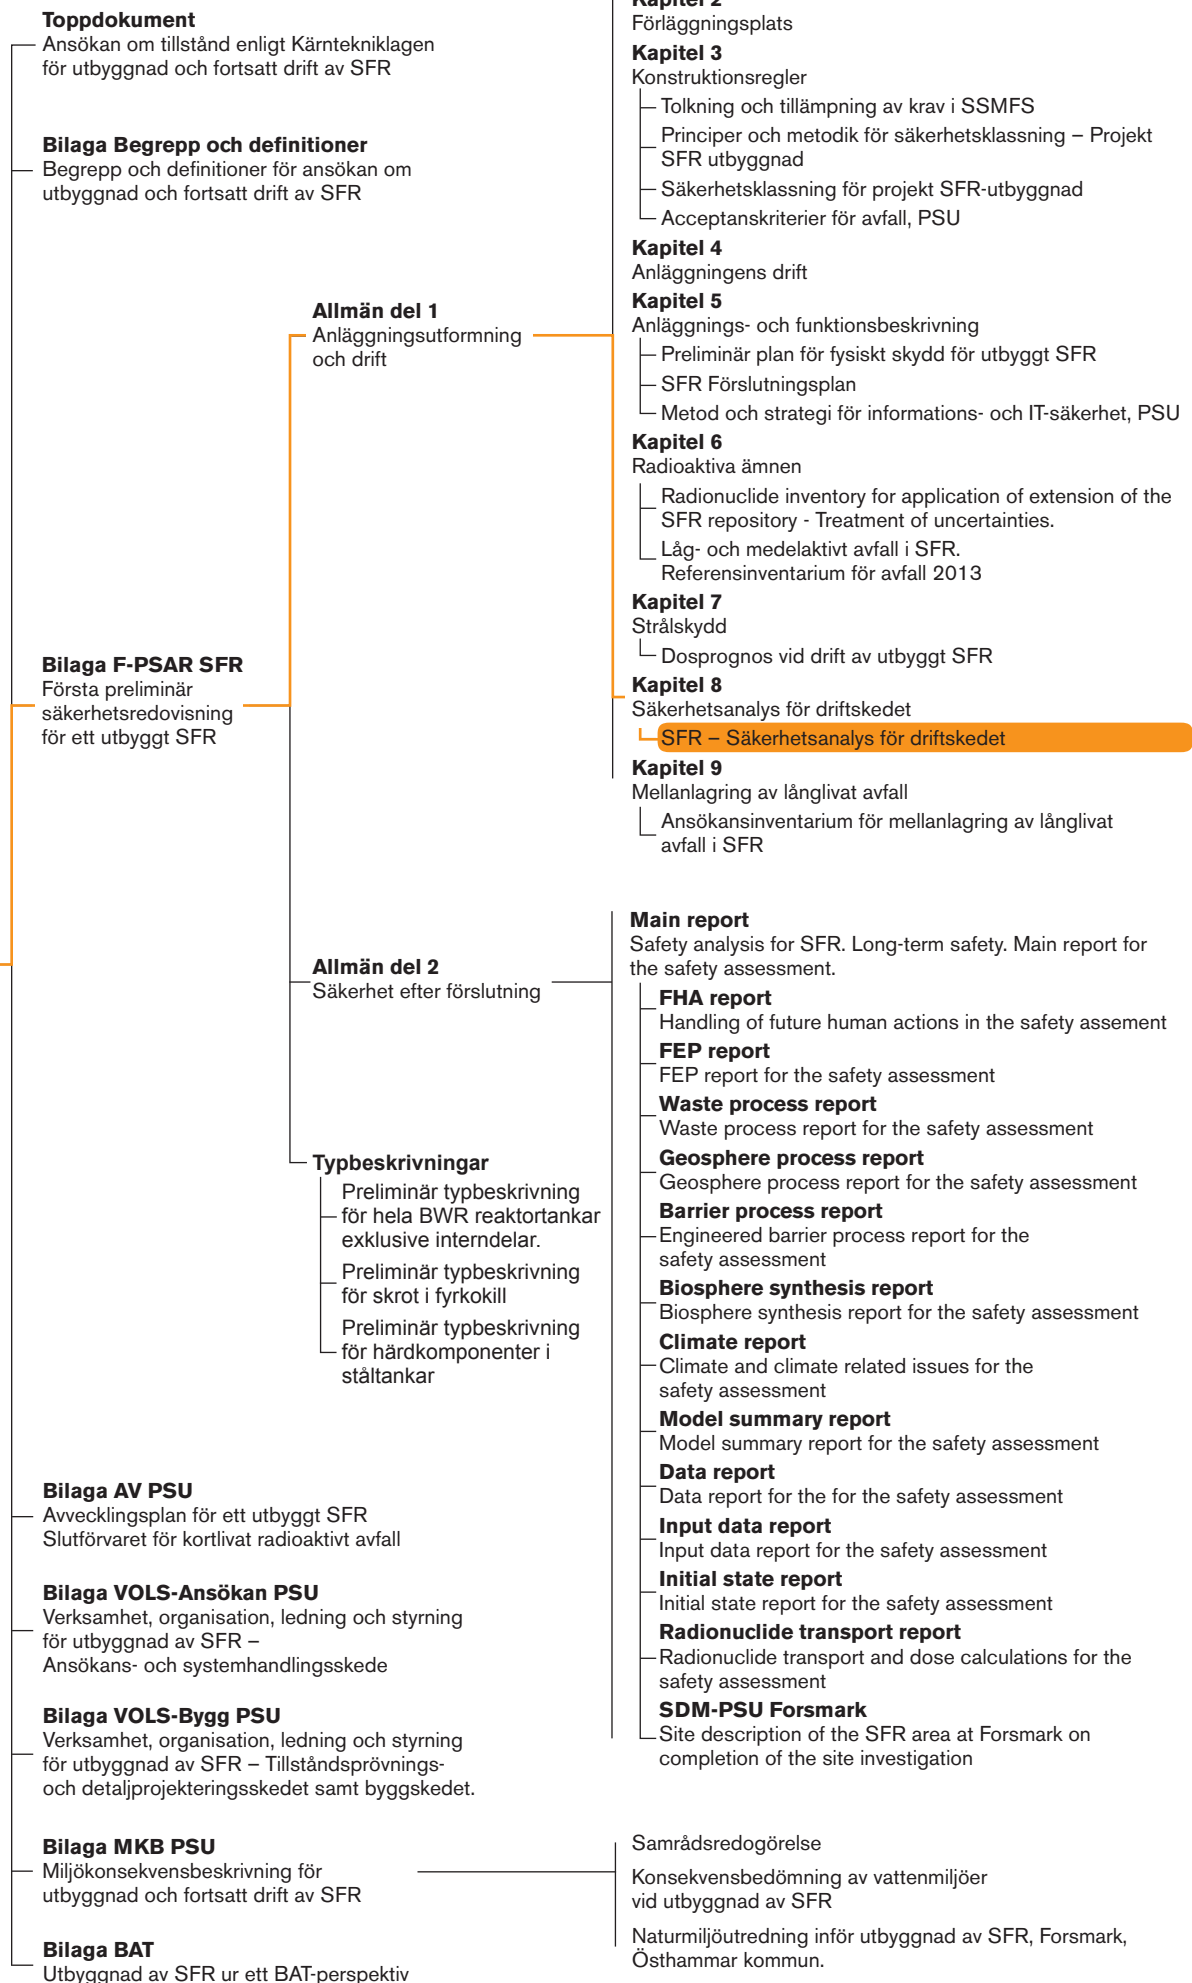 Toppdokument
Ansökan om tillstånd enligt Kärntekniklagen
för utbyggnad och fortsatt drift av SFR
Bilaga Begrepp och definitioner
Begrepp och definitioner för ansökan om
utbyggnad och fortsatt drift av SFR
Bilaga F-PSAR SFR
Första preliminär
säkerhetsredovisning
för ett utbyggt SFR
Allmän del 1
Anläggningsutformning
och drift
Kapitel 2
Förläggningsplats
Kapitel 3
Konstruktionsregler
Tolkning och tillämpning av krav i SSMFS
Principer och metodik för säkerhetsklassning – Projekt
SFR utbyggnad
Säkerhetsklassning för projekt SFR-utbyggnad
Acceptanskriterier för avfall, PSU
Kapitel 4
Anläggningens drift
Kapitel 5
Anläggnings- och funktionsbeskrivning
Preliminär plan för fysiskt skydd för utbyggt SFR
SFR Förslutningsplan
Metod och strategi för informations- och IT-säkerhet, PSU
Kapitel 6
Radioaktiva ämnen
Radionuclide inventory for application of extension of the
SFR repository - Treatment of uncertainties.
Låg- och medelaktivt avfall i SFR.
Referensinventarium för avfall 2013
Kapitel 7
Strålskydd
Dosprognos vid drift av utbyggt SFR
Kapitel 8
Säkerhetsanalys för driftskedet
SFR – Säkerhetsanalys för driftskedet
Kapitel 9
Mellanlagring av långlivat avfall
Ansökansinventarium för mellanlagring av långlivat
avfall i SFR
Allmän del 2
Säkerhet efter förslutning
Main report
Safety analysis for SFR. Long-term safety. Main report for
the safety assessment.
FHA report
Handling of future human actions in the safety assement
FEP report
FEP report for the safety assessment
Waste process report
Waste process report for the safety assessment
Geosphere process report
Geosphere process report for the safety assessment
Barrier process report
Engineered barrier process report for the
safety assessment
Biosphere synthesis report
Biosphere synthesis report for the safety assessment
Climate report
Climate and climate related issues for the
safety assessment
Model summary report
Model summary report for the safety assessment
Data report
Data report for the for the safety assessment
Input data report
Input data report for the safety assessment
Initial state report
Initial state report for the safety assessment
Radionuclide transport report
Radionuclide transport and dose calculations for the
safety assessment
SDM-PSU Forsmark
Site description of the SFR area at Forsmark on
completion of the site investigation
Typbeskrivningar
Preliminär typbeskrivning
för hela BWR reaktortankar
exklusive interndelar.
Preliminär typbeskrivning
för skrot i fyrkokill
Preliminär typbeskrivning
för härdkomponenter i
ståltankar
Bilaga AV PSU
Avvecklingsplan för ett utbyggt SFR
Slutförvaret för kortlivat radioaktivt avfall
Bilaga VOLS-Ansökan PSU
Verksamhet, organisation, ledning och styrning
för utbyggnad av SFR –
Ansökans- och systemhandlingsskede
Bilaga VOLS-Bygg PSU
Verksamhet, organisation, ledning och styrning
för utbyggnad av SFR – Tillståndsprövnings-
och detaljprojekteringsskedet samt byggskedet.
Bilaga MKB PSU
Miljökonsekvensbeskrivning för
utbyggnad och fortsatt drift av SFR
Samrådsredogörelse
Konsekvensbedömning av vattenmiljöer
vid utbyggnad av SFR
Naturmiljöutredning inför utbyggnad av SFR, Forsmark,
Östhammar kommun.
Bilaga BAT
Utbyggnad av SFR ur ett BAT-perspektiv